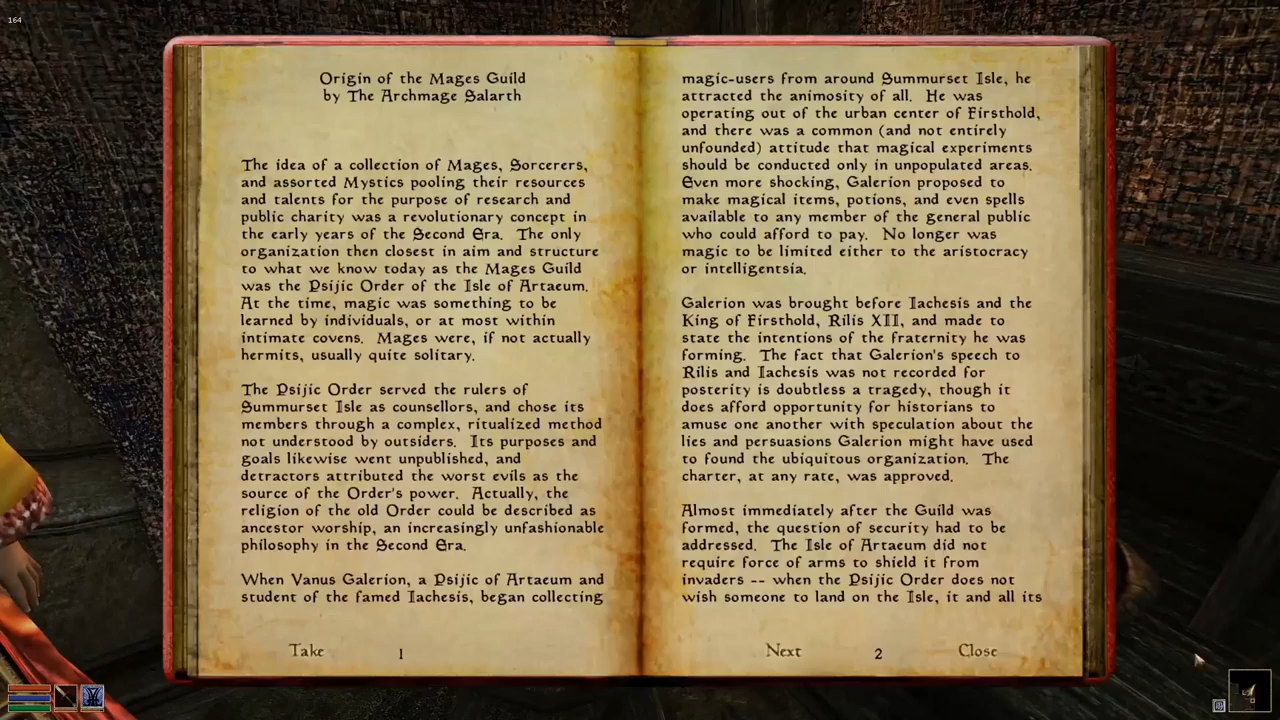 164
Origin of the Mages Guild
by The Archmage Salarth
The idea of a collection of Mages, Sorcerers,
and assorted Mystics pooling their resources
and talents for the purpose of research and
public charity was a revolutionary concept in
the early years of the Second Era. The only
organization then closest in aim and structure
to what we know today as the Mages Guild
was the Psijic Order of the Isle of Artaeum.
At the time, magic was something to be
learned by individuals, or at most within
intimate covens. Mages were, if not actually
hermits, usually quite solitary.
The Psijic Order served the rulers of
Summurset Isle as counsellors, and chose its
members through a complex, ritualized method
not understood by outsiders. Its purposes and
goals likewise went unpublished, and
detractors attributed the worst evils as the
source of the Order's power. Actually, the
religion of the old Order could be described as
ancestor worship, an increasingly unfashionable
philosophy in the Second Era.
When Vanus Galerion, a Psijic of Artaeum and
student of the famed Iachesis, began collecting
Take
1
magic-users from around Summurset Isle, he
attracted the animosity of all. He was
operating out of the urban center of Firsthold,
and there was a common (and not entirely
unfounded) attitude that magical experiments
should be conducted only in unpopulated areas.
Even more shocking, Galerion proposed to
make magical items, potions, and even spells
available to any member of the general public
who could afford to pay. No longer was
magic to be limited either to the aristocracy
or intelligentsia.
Galerion was brought before Iachesis and the
King of Firsthold, Rilis XII, and made to
state the intentions of the fraternity he was
forming. The fact that Galerion's speech to
Rilis and Iachesis was not recorded for
posterity is doubtless a tragedy, though it
does afford opportunity for historians to
amuse one another with speculation about the
lies and persuasions Galerion might have used
to found the ubiquitous organization. The
charter, at any rate, was approved.
Almost immediately after the Guild was
formed, the question of security had to be
addressed. The Isle of Artaeum did not
require force of arms to shield it from
invaders -- when the Psijic Order does not
wish someone to land on the Isle, it and all its
Next
2
Close